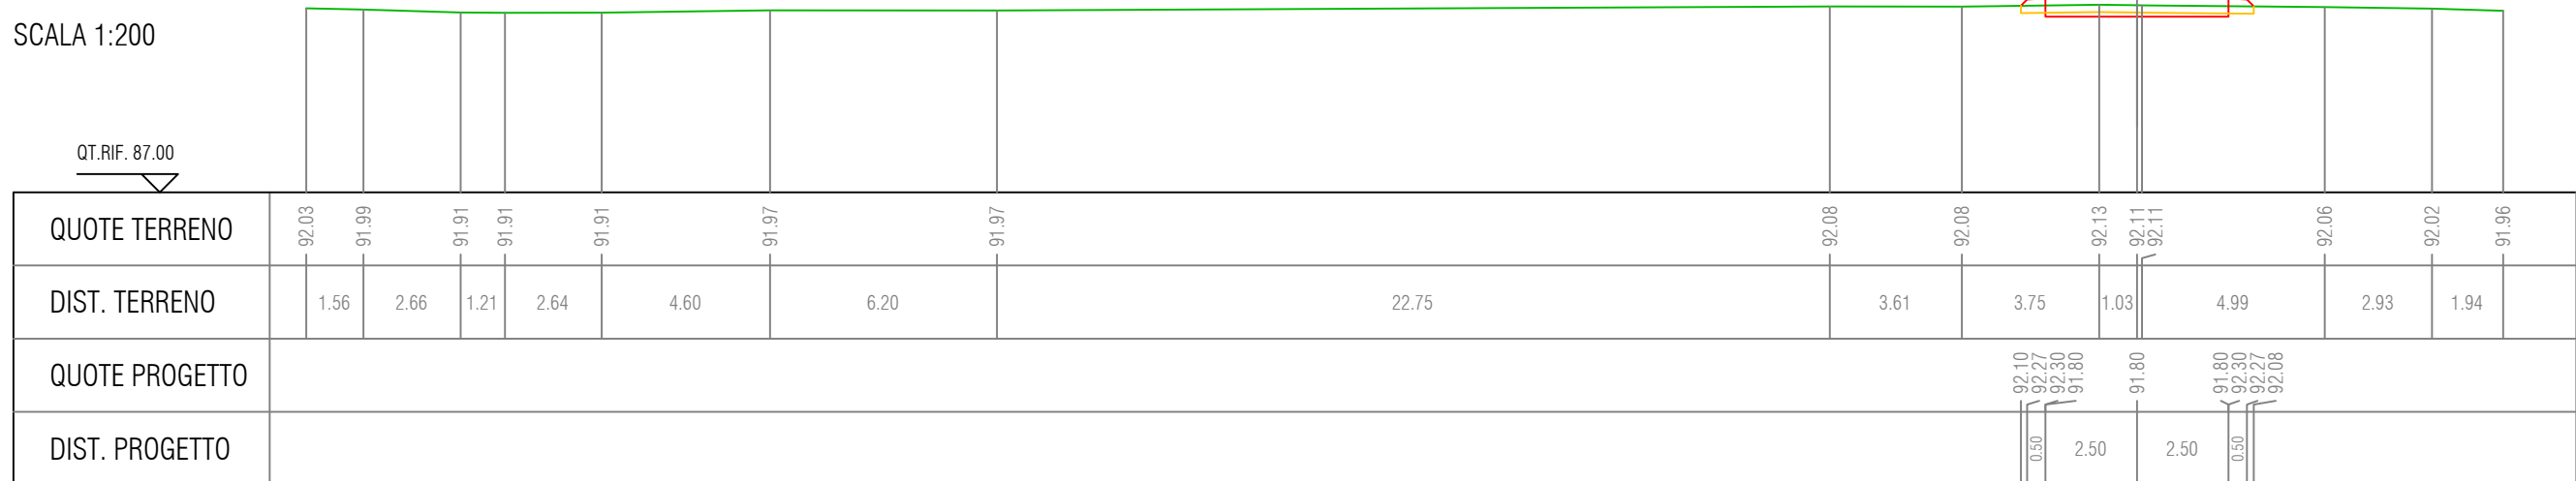 SCALA 1:200
QT.RIF. 87.00
QUOTE TERRENO 92.03 91.99 91.91 91.91 91.91 91.97 91.97 92.08 92.08 92.13 92.11 92.11 92.06 92.02 91.96
DIST. TERRENO 1.56 2.66 1.21 2.64 4.60 6.20 22.75 3.61 3.75 1.03 4.99 2.93 1.94
QUOTE PROGETTO 92.10 92.27 92.30 91.80 91.80 91.80 92.30 92.27 92.08
DIST. PROGETTO 0.50 2.50 2.50 0.50